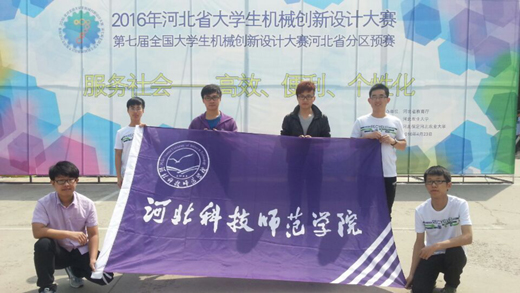 2016年河北省大学生机械创新设计大赛
第七届全国大学生机械创新设计大赛河北省分区预赛
服务社会——高效、便利、个性化
河北科技师范学院